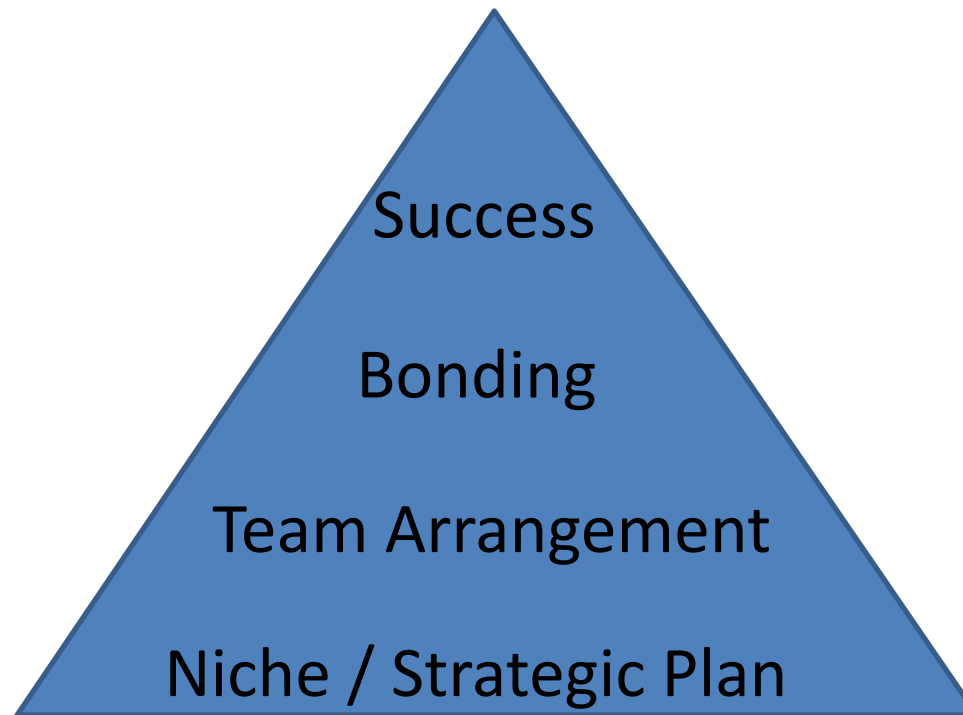 Success
Bonding
Team Arrangement
Niche / Strategic Plan